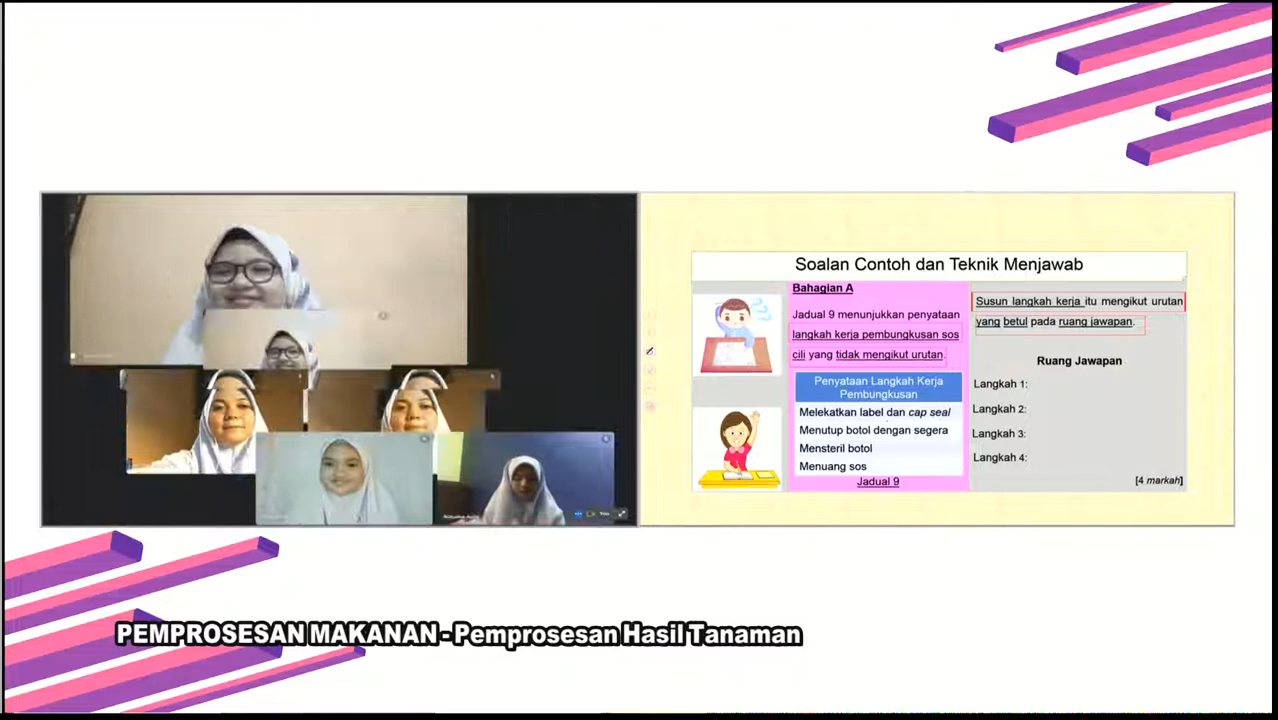 Soalan Contoh dan Teknik Menjawab
Bahagian A
Jadual 9 menunjukkan penyataan
langkah kerja pembungkusan sos
cili yang tidak mengikut urutan.
Penyataan Langkah Kerja
Pembungkusan
Melekatkan label dan cap seal
Menutup botol dengan segera
Mensteril botol
Menuang sos
Jadual 9
Susun langkah kerja itu mengikut urutan
yang betul pada ruang jawapan.
Ruang Jawapan
Langkah 1:
Langkah 2:
Langkah 3:
Langkah 4:
[4 markah]
PEMPROSESAN MAKANAN - Pemprosesan Hasil Tanaman